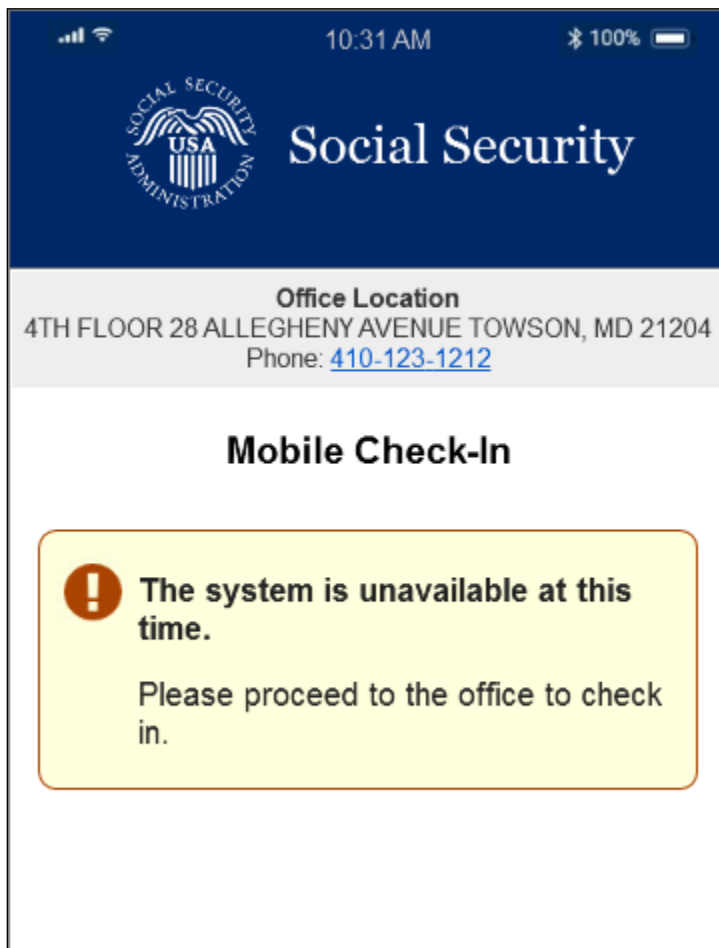 10:31 AM
100%
SOCIAL SECURITY ADMINISTRATION
USA
Social Security
Office Location
4TH FLOOR 28 ALLEGHENY AVENUE TOWSON, MD 21204
Phone: 410-123-1212
Mobile Check-In
The system is unavailable at this
time.
Please proceed to the office to check
in.